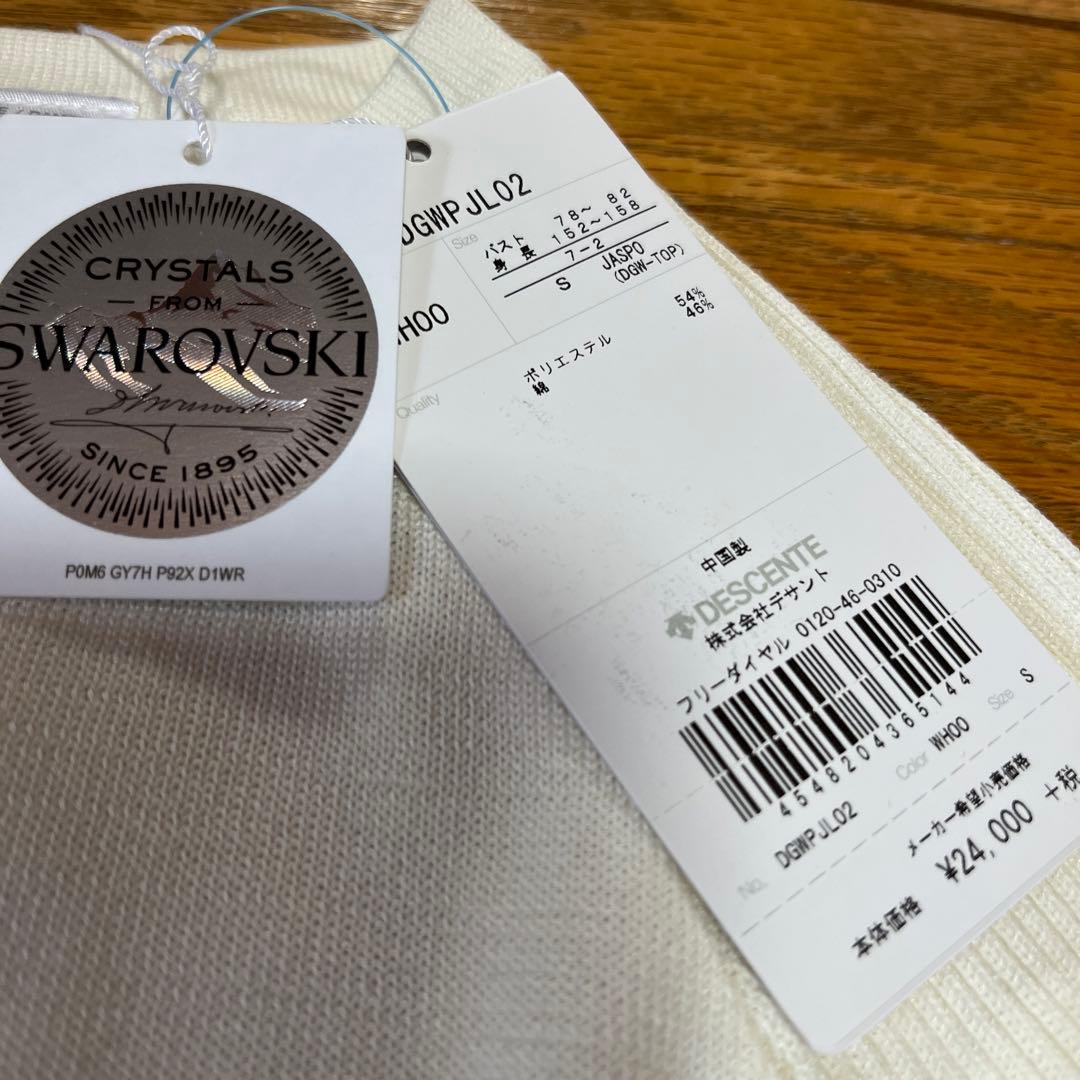 CRYSTALS
FROM
SWAROVSKI
SINCE 1895
P0M6 GY7H P92X D1WR
DGWPJL02
Size
バスト 78～ 82
身 長 152～158
7-2
S JASPO
(DGW-TOP)
WH00
Quality
ポリエステル 54%
綿 46%
中国製
DESCENTE
株式会社デサント
フリーダイヤル 0120-46-0310
4548204365144
No. DGWPJL02 Color WH00 Size S
メーカー希望小売価格
本体価格 ¥24,000 +税